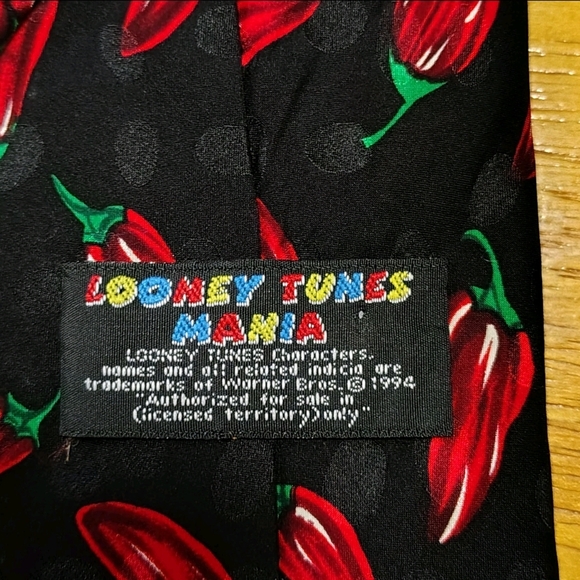 LOONEY TUNES
MANIA
LOONEY TUNES Characters,
names and all related indicia are
trademarks of Warner Bros. © 1994
"Authorized for sale in
(licensed territory) only"